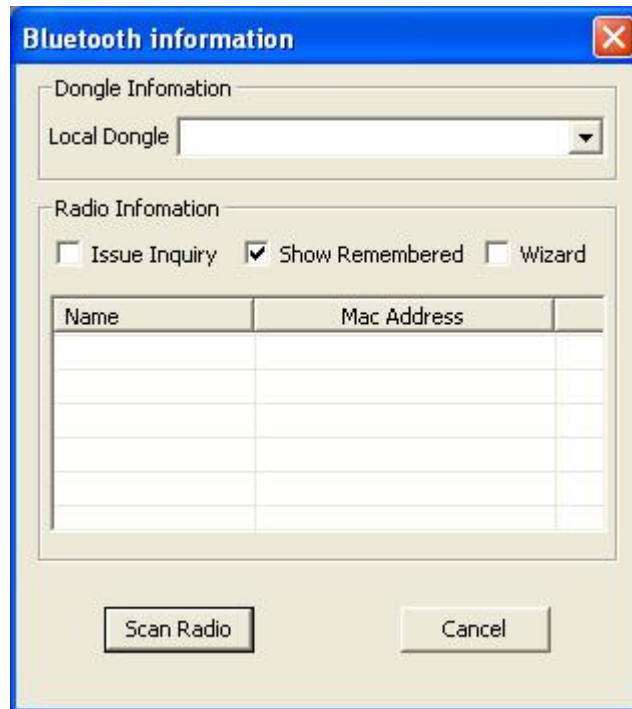 Bluetooth information
Dongle Infomation
Local Dongle
Radio Infomation
Issue Inquiry Show Remembered Wizard
Name Mac Address
Scan Radio Cancel